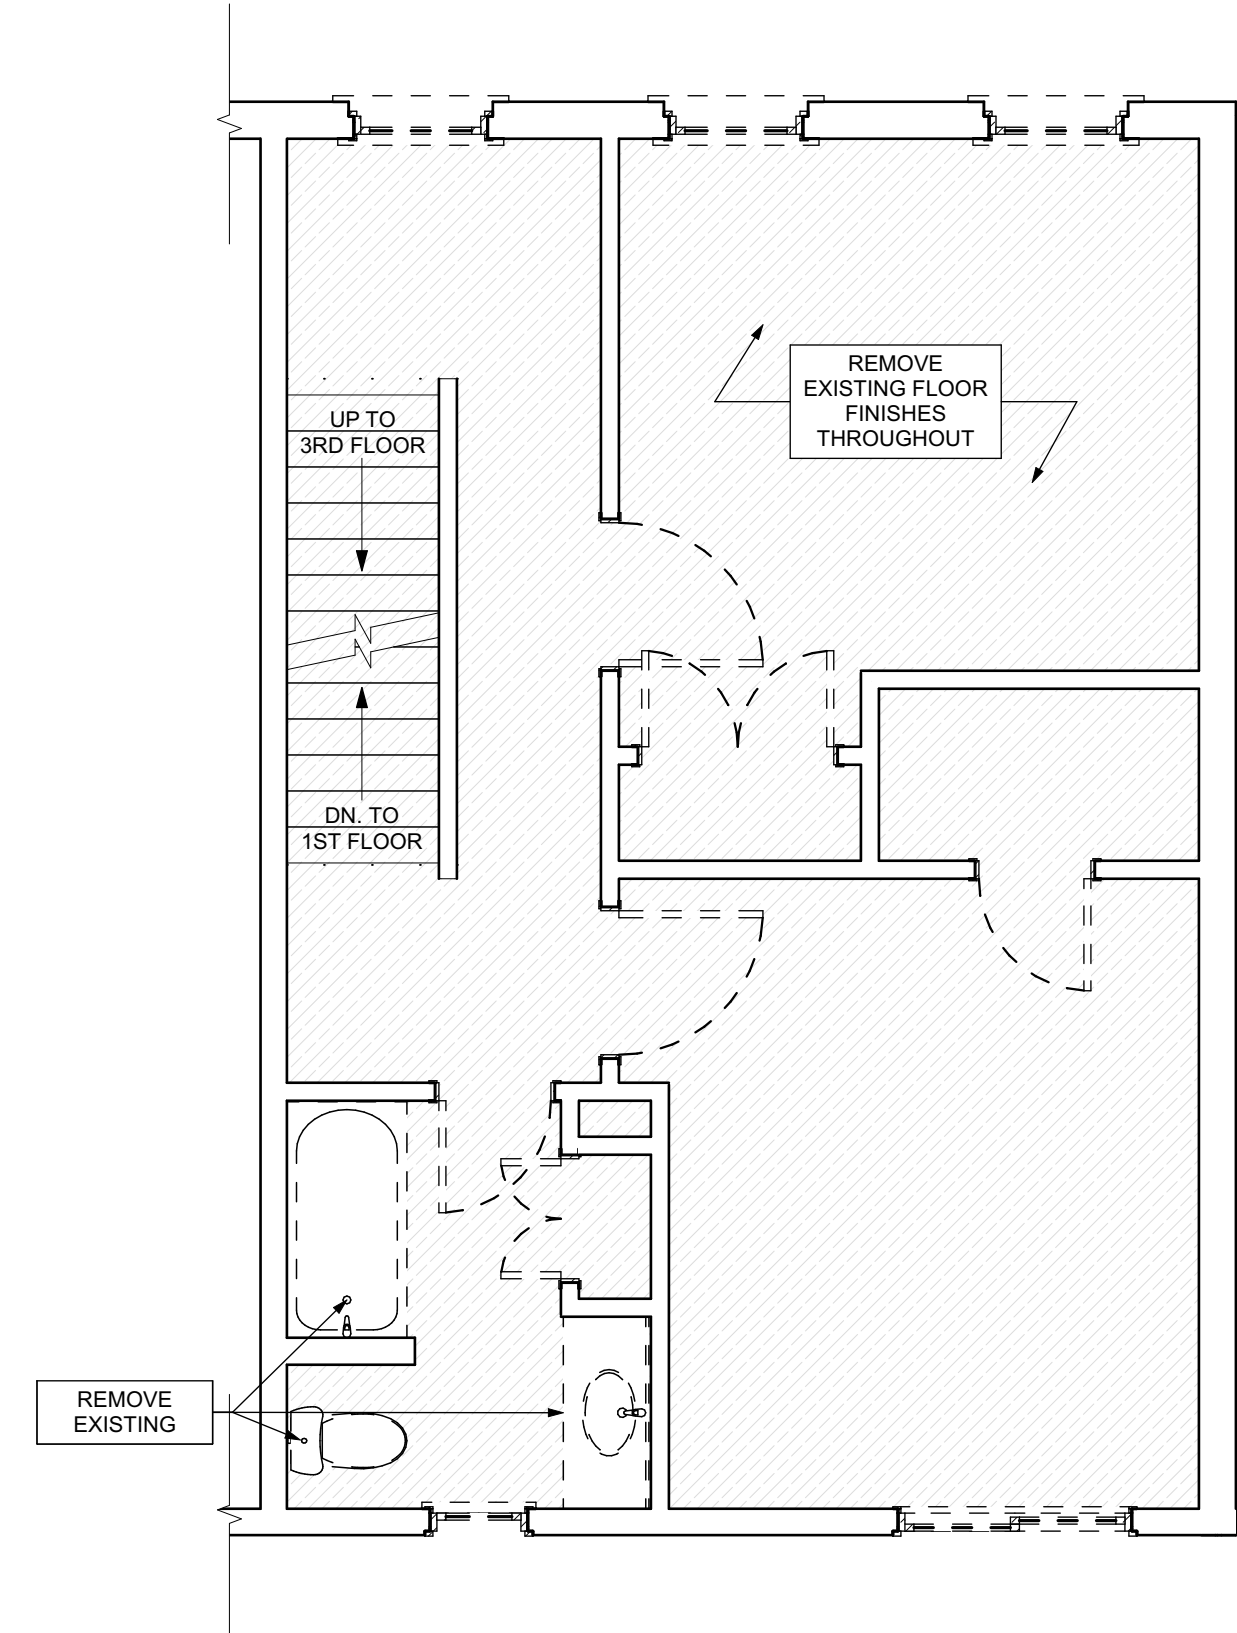 REMOVE
EXISTING FLOOR
FINISHES
THROUGHOUT
UP TO
3RD FLOOR
DN. TO
1ST FLOOR
REMOVE
EXISTING